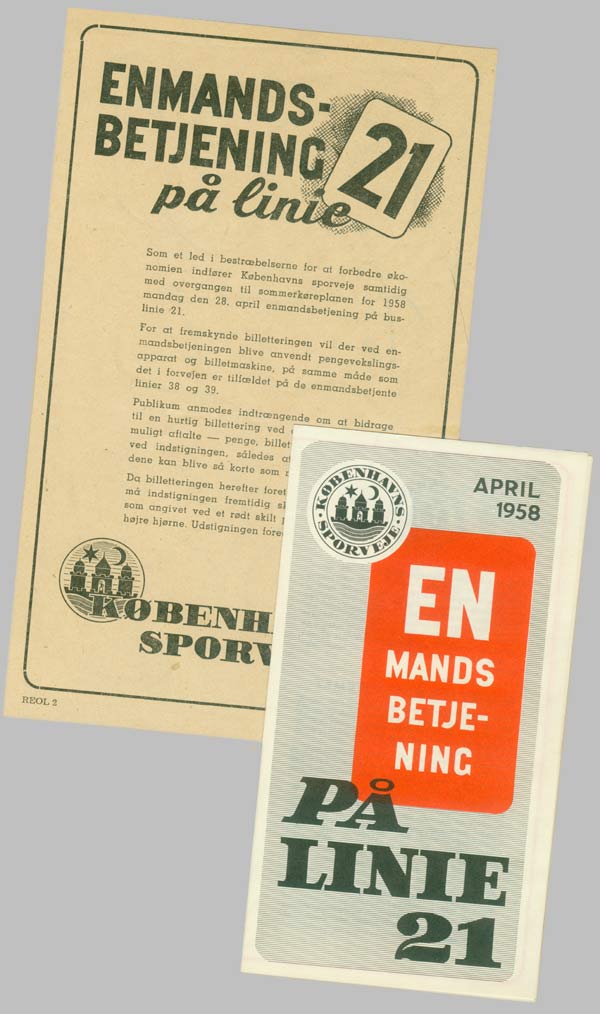 ENMANDS-
BETJENING
på linie
21
Som et led i bestræbelserne for at forbedre øko-
nomien indfører Københavns sporveje samtidig
med overgangen til sommerkøreplanen for 1958
mandag den 28. april enmandsbetjening på bus-
linie 21.
For at fremskynde billetteringen vil der ved en-
mandsbetjeningen blive anvendt pengevekslings-
apparat og billetmaskine, på samme måde som
det i forvejen er tilfældet på de enmandsbetjente
linier 38 og 39.
Publikum anmodes indtrængende om at bidrage
til en hurtig billettering ved
muligt aftalte — penge, billet
ved indstigningen, således at
dene kan blive så korte som
Da billetteringen herefter foret
må indstigningen fremtidig sk
som angivet ved et rødt skilt
højre hjørne. Udstigningen fore
KØBENH
SPORV
REOL 2
KØBENHAVNS
SPORVEJE
APRIL
1958
EN
MANDS
BETJE-
NING
PÅ
LINIE
21